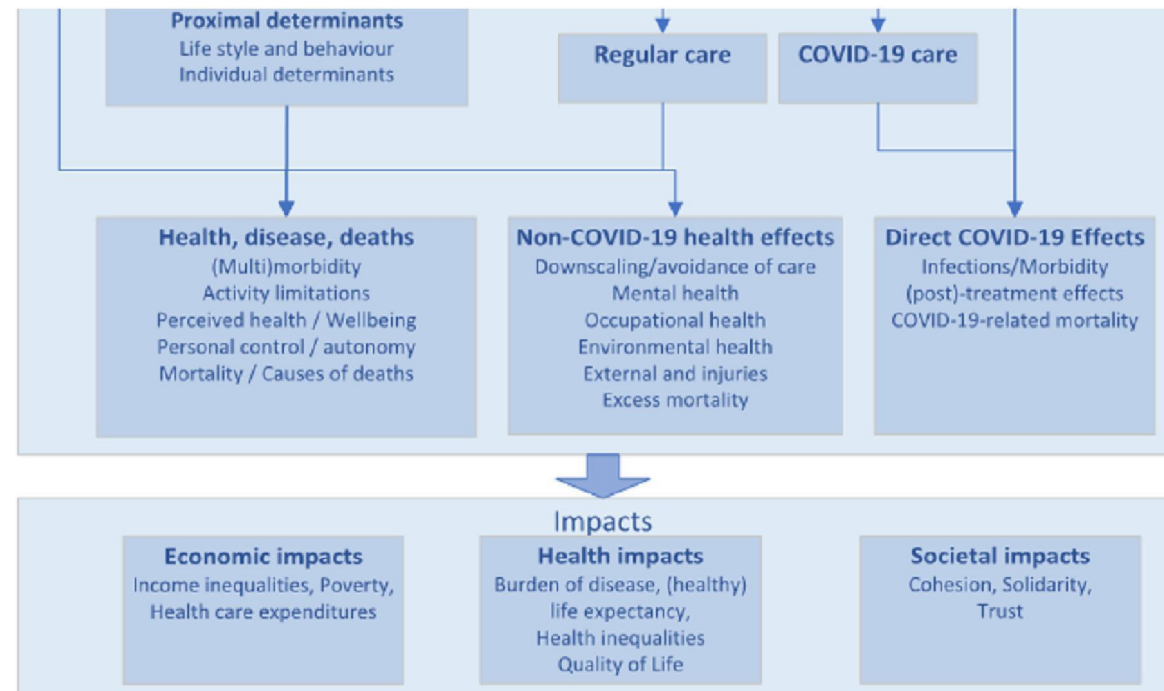 Proximal determinants
Life style and behaviour
Individual determinants
Regular care
COVID-19 care
Health, disease, deaths
(Multi)morbidity
Activity limitations
Perceived health / Wellbeing
Personal control / autonomy
Mortality / Causes of deaths
Non-COVID-19 health effects
Downscaling/avoidance of care
Mental health
Occupational health
Environmental health
External and injuries
Excess mortality
Direct COVID-19 Effects
Infections/Morbidity
(post)-treatment effects
COVID-19-related mortality
Impacts
Economic impacts
Income inequalities, Poverty,
Health care expenditures
Health impacts
Burden of disease, (healthy)
life expectancy,
Health inequalities
Quality of Life
Societal impacts
Cohesion, Solidarity,
Trust